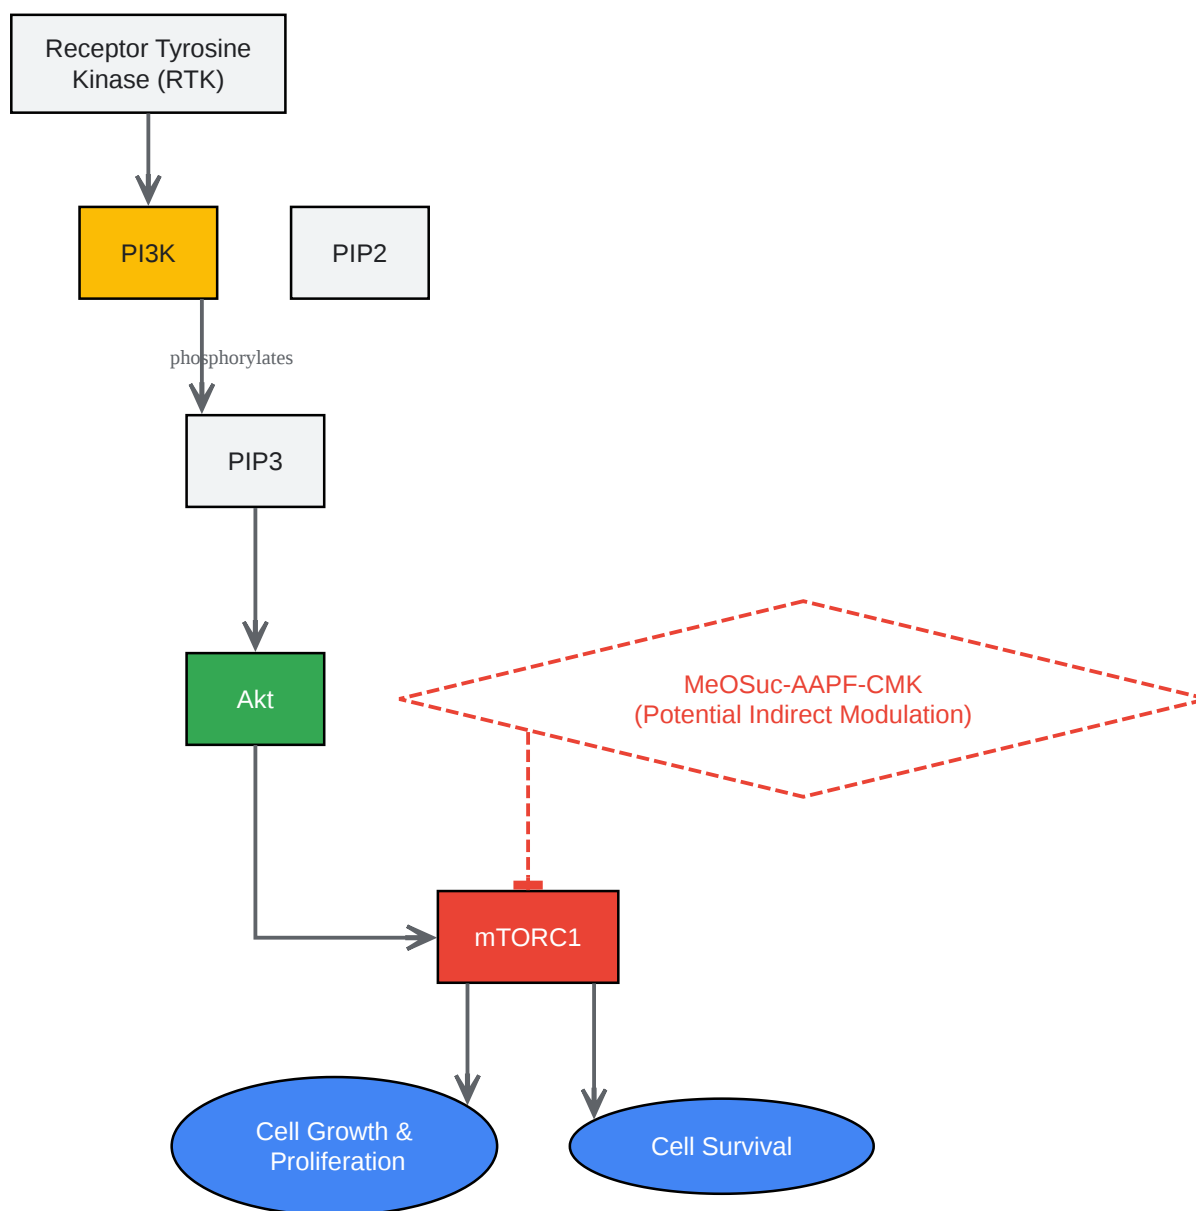 Receptor Tyrosine
Kinase (RTK)
PI3K
PIP2
phosphorylates
PIP3
Akt
MeOSuc-AAPF-CMK
(Potential Indirect Modulation)
mTORC1
Cell Growth &
Proliferation
Cell Survival